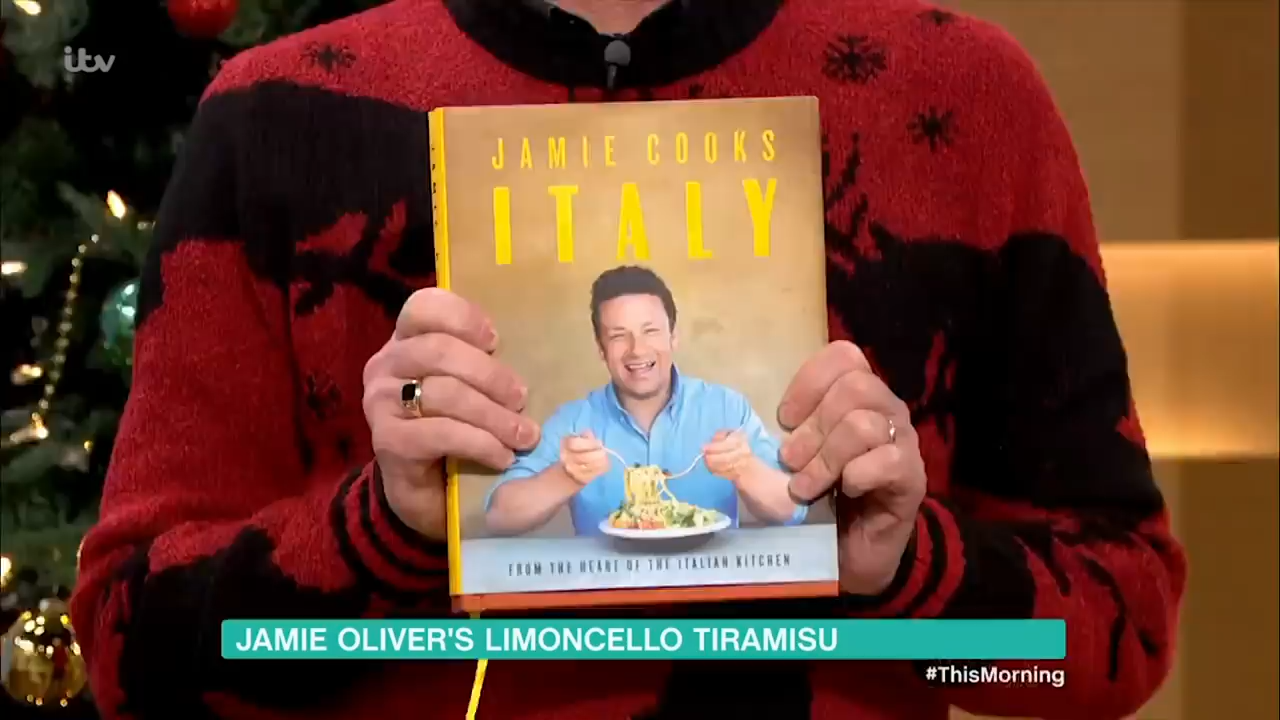 itv
JAMIE COOKS
ITALY
FROM THE HEART OF THE ITALIAN KITCHEN
JAMIE OLIVER'S LIMONCELLO TIRAMISU
#ThisMorning